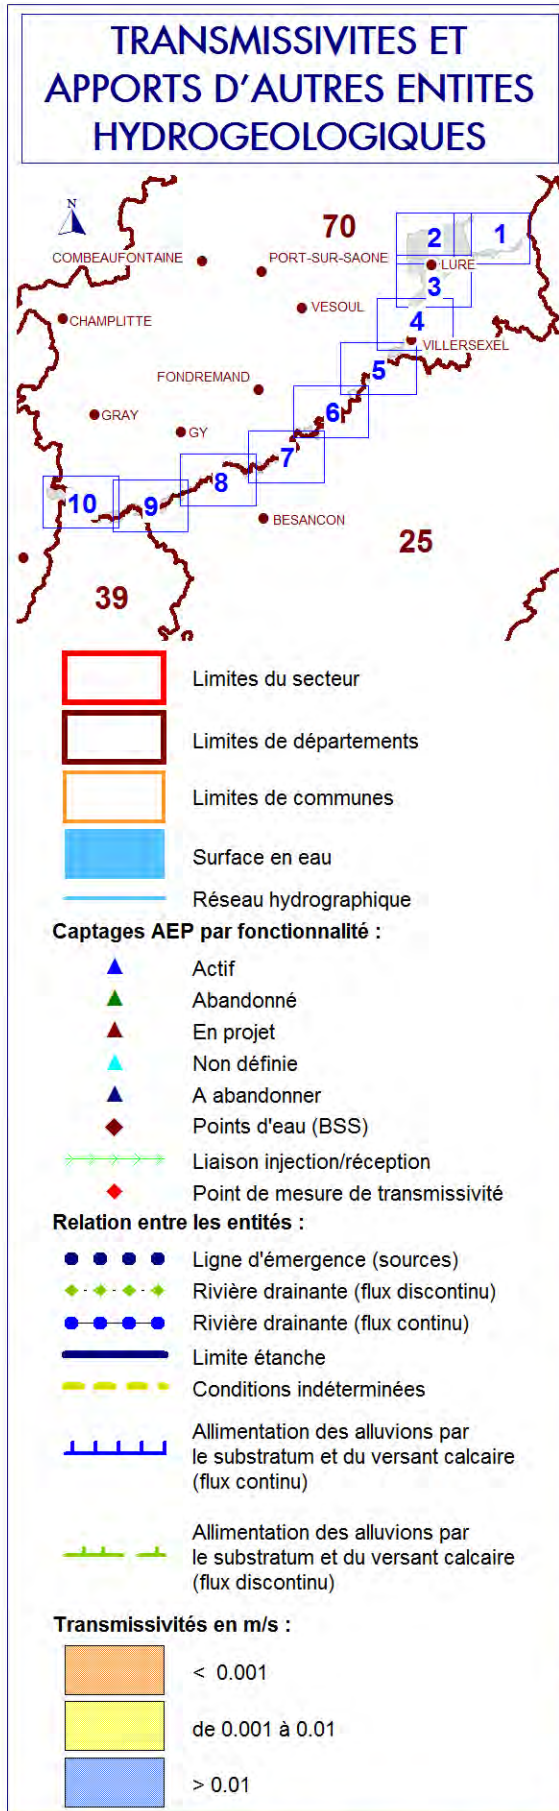 TRANSMISSIVITES ET
APPORTS D'AUTRES ENTITES
HYDROGEOLOGIQUES
N
70
2
1
COMBEAUFONTAINE
PORT-SUR-SAONE
LURE
3
VESOUL
CHAMPLITTE
4
VILLERSEXEL
5
FONDREMAND
6
GRAY
GY
7
8
10
9
BESANCON
25
39
Limites du secteur
Limites de départements
Limites de communes
Surface en eau
Réseau hydrographique
Captages AEP par fonctionnalité :
Actif
Abandonné
En projet
Non définie
A abandonner
Points d'eau (BSS)
Liaison injection/réception
Point de mesure de transmissivité
Relation entre les entités :
Ligne d'émergence (sources)
Rivière drainante (flux discontinu)
Rivière drainante (flux continu)
Limite étanche
Conditions indéterminées
Allimentation des alluvions par
le substratum et du versant calcaire
(flux continu)
Allimentation des alluvions par
le substratum et du versant calcaire
(flux discontinu)
Transmissivités en m/s :
< 0.001
de 0.001 à 0.01
> 0.01